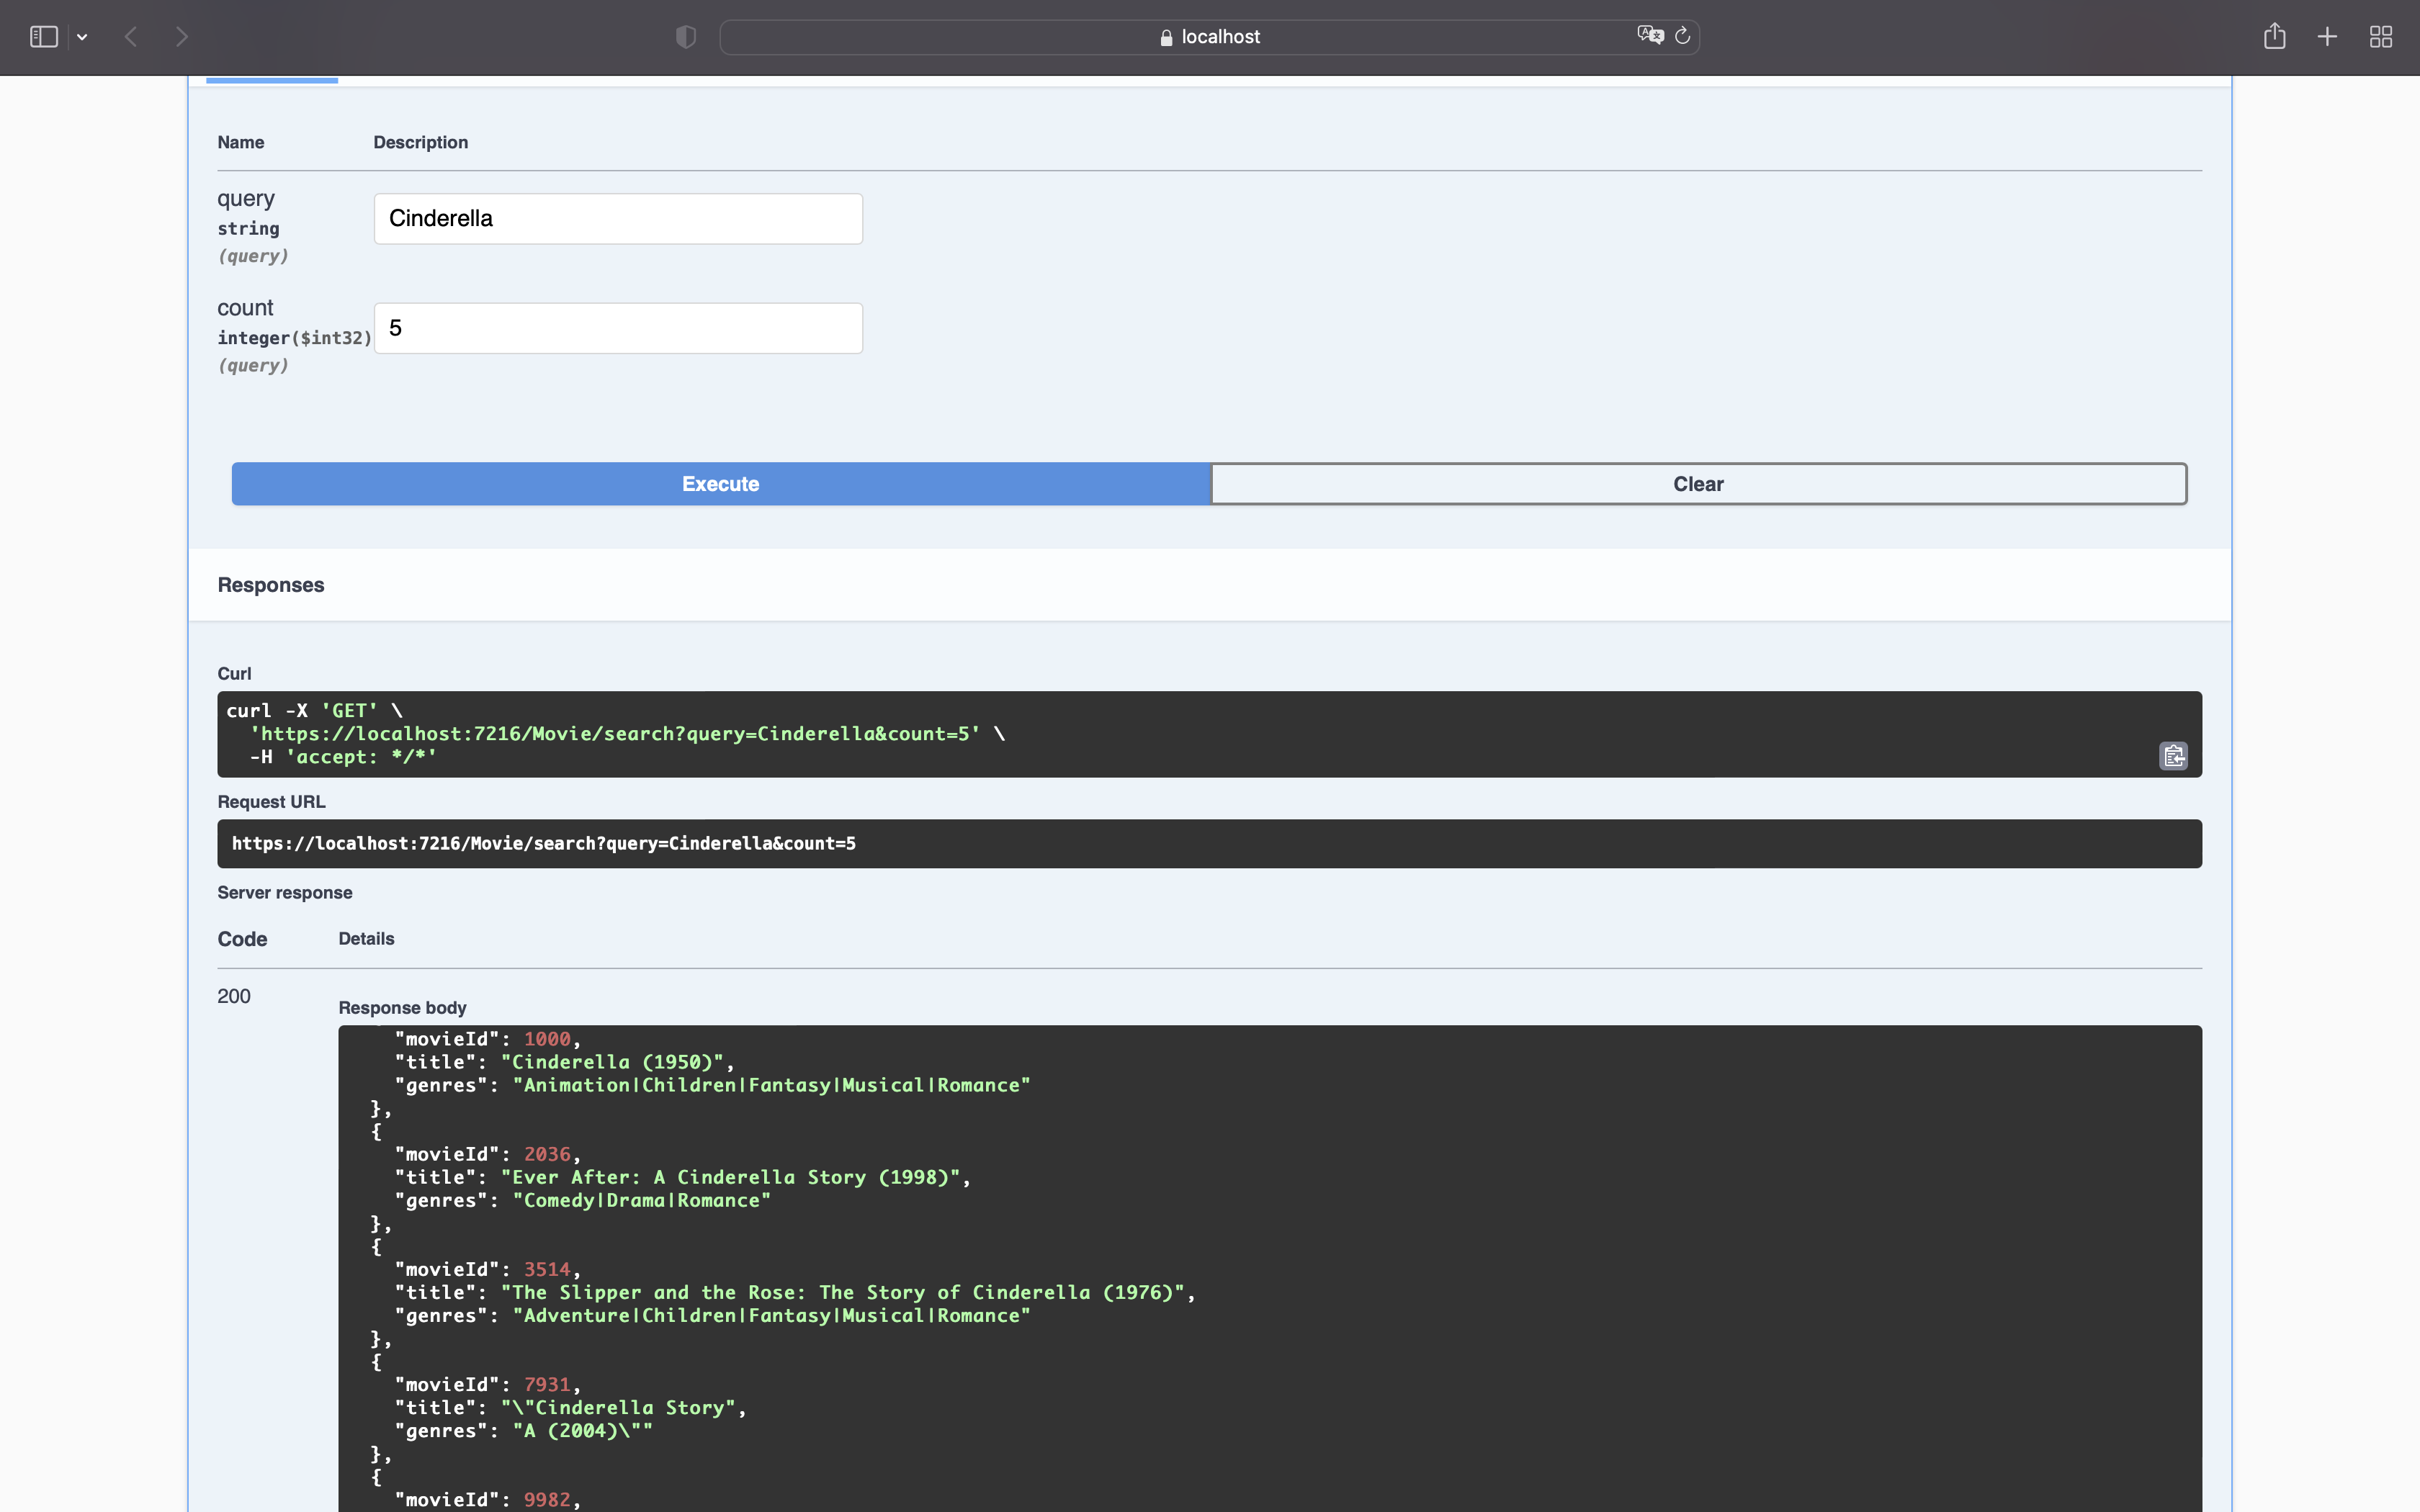 localhost
Name Description
query
string
(query)
Cinderella
count
integer($int32)
(query)
5
Execute
Clear
Responses
Curl
curl -X 'GET' \
'https://localhost:7216/Movie/search?query=Cinderella&count=5' \
-H 'accept: */*'
Request URL
https://localhost:7216/Movie/search?query=Cinderella&count=5
Server response
Code Details
200
Response body
"movieId": 1000,
"title": "Cinderella (1950)",
"genres": "Animation|Children|Fantasy|Musical|Romance"
},
{
"movieId": 2036,
"title": "Ever After: A Cinderella Story (1998)",
"genres": "Comedy|Drama|Romance"
},
{
"movieId": 3514,
"title": "The Slipper and the Rose: The Story of Cinderella (1976)",
"genres": "Adventure|Children|Fantasy|Musical|Romance"
},
{
"movieId": 7931,
"title": "\"Cinderella Story",
"genres": "A (2004)\""
},
{
"movieId": 9982,